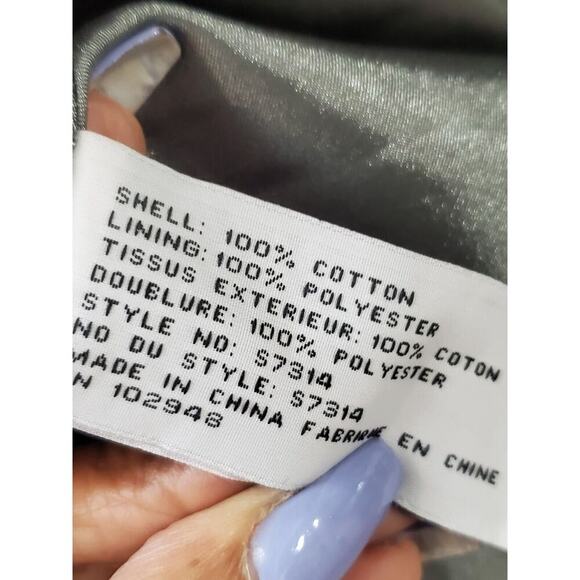 SHELL: 100% COTTON
LINING: 100% POLYESTER
TISSUS EXTERIEUR: 100% COTON
DOUBLURE: 100% POLYESTER
STYLE NO: S7314
NO DU STYLE: S7314
MADE IN CHINA FABRIQUE EN CHINE
N 102948